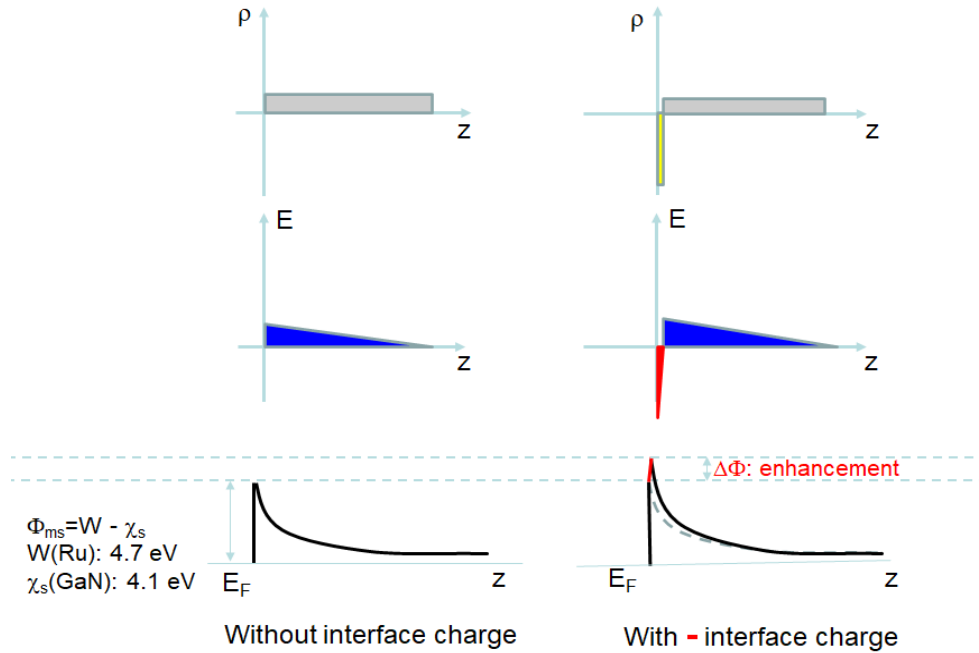 ρ
z
ρ
z
E
z
E
z
ΔΦ: enhancement
Φms=W - χs
W(Ru): 4.7 eV
χs(GaN): 4.1 eV
EF
z
EF
z
Without interface charge
With - interface charge